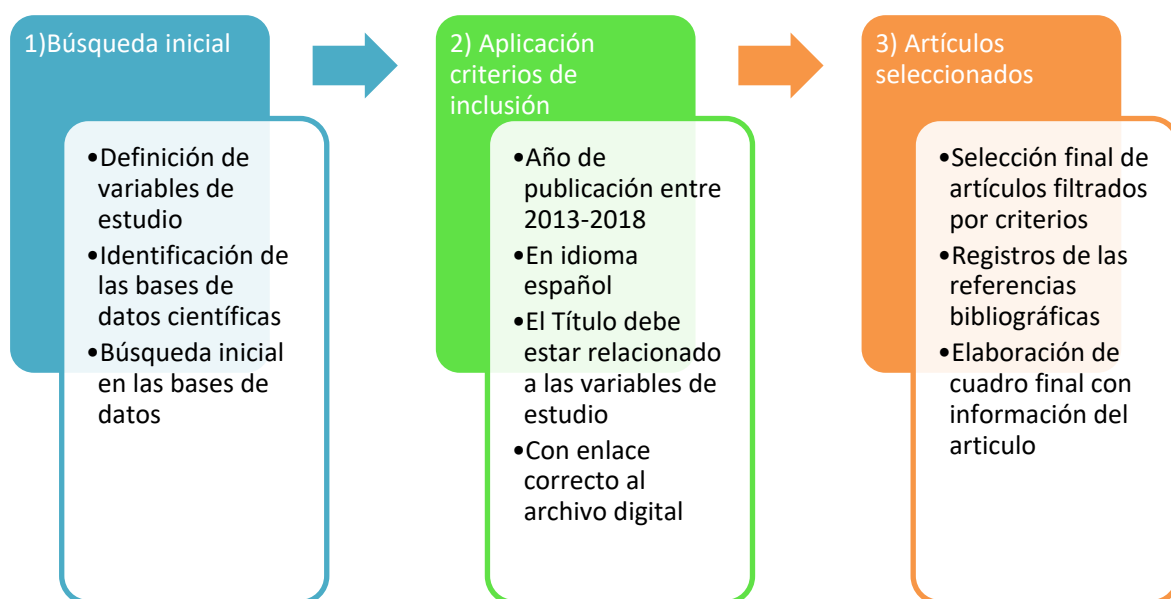 1)Búsqueda inicial
•Definición de
variables de
estudio
•Identificación de
las bases de
datos científicas
•Búsqueda inicial
en las bases de
datos
2) Aplicación
criterios de
inclusión
•Año de
publicación entre
2013-2018
•En idioma
español
•El Título debe
estar relacionado
a las variables de
estudio
•Con enlace
correcto al
archivo digital
3) Artículos
seleccionados
•Selección final de
artículos filtrados
por criterios
•Registros de las
referencias
bibliográficas
•Elaboración de
cuadro final con
información del
articulo